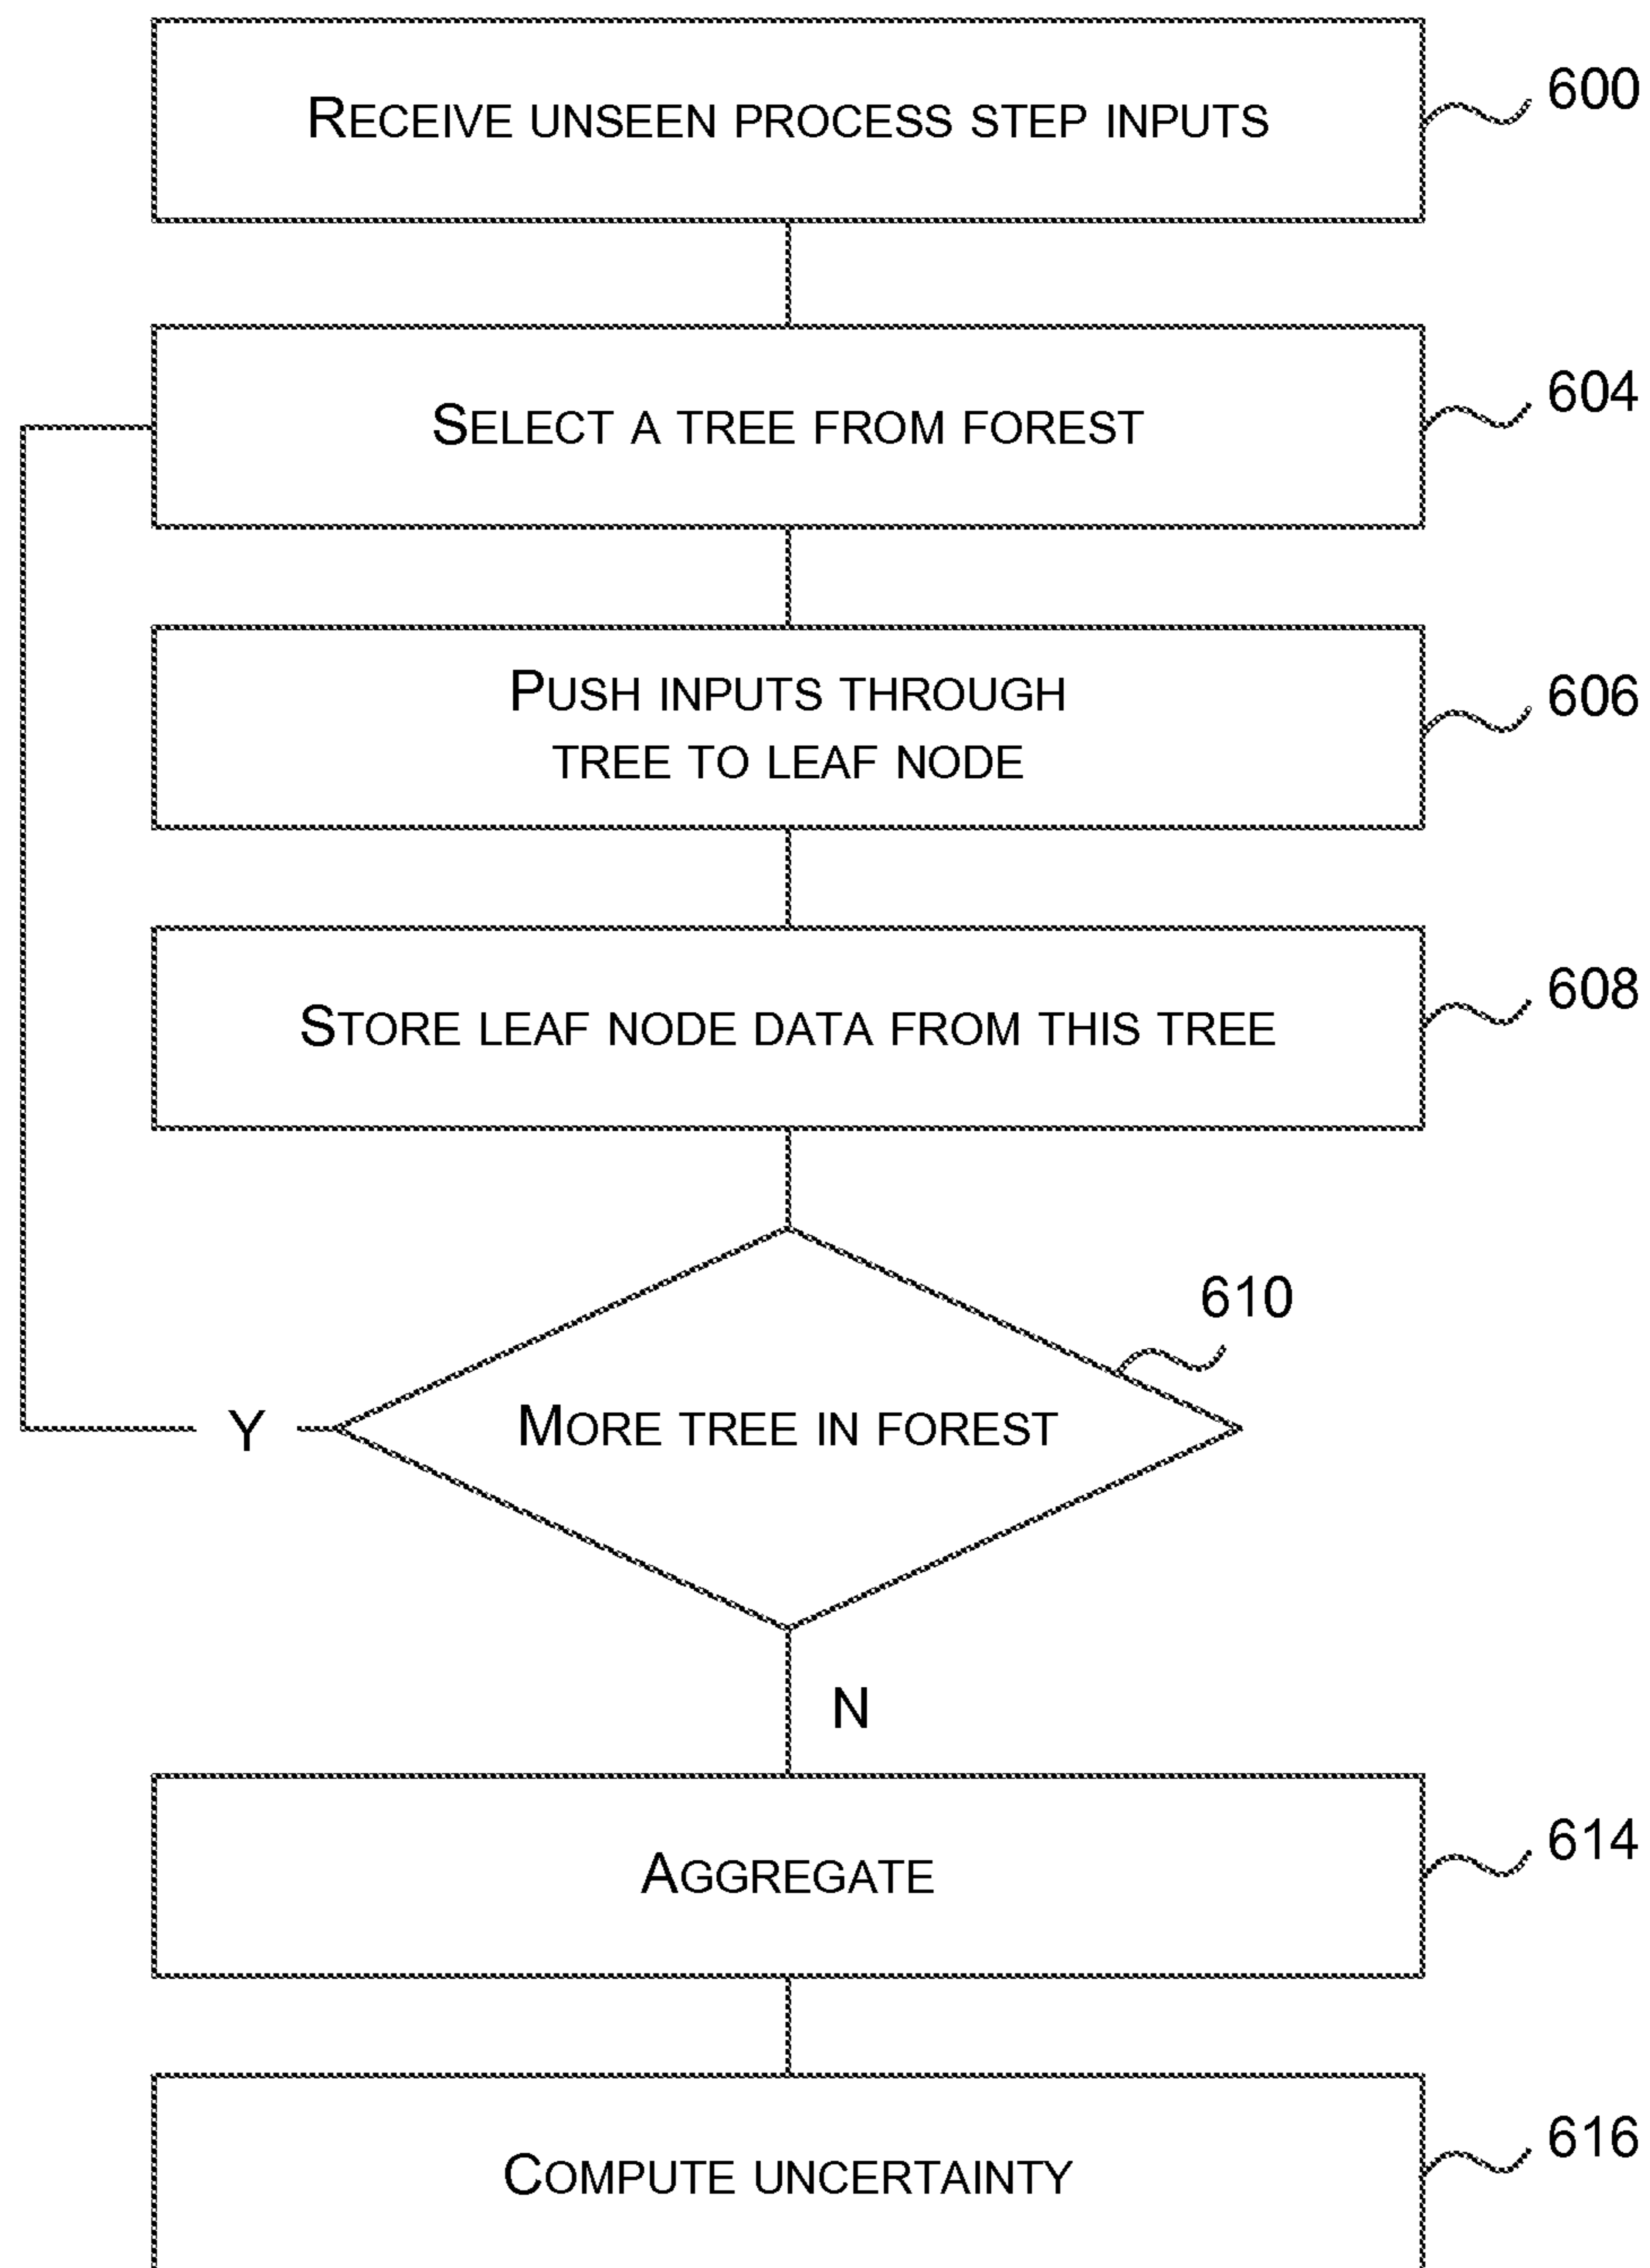 RECEIVE UNSEEN PROCESS STEP INPUTS
600
SELECT A TREE FROM FOREST
604
PUSH INPUTS THROUGH
TREE TO LEAF NODE
606
STORE LEAF NODE DATA FROM THIS TREE
608
610
MORE TREE IN FOREST
Y
N
AGGREGATE
614
COMPUTE UNCERTAINTY
616